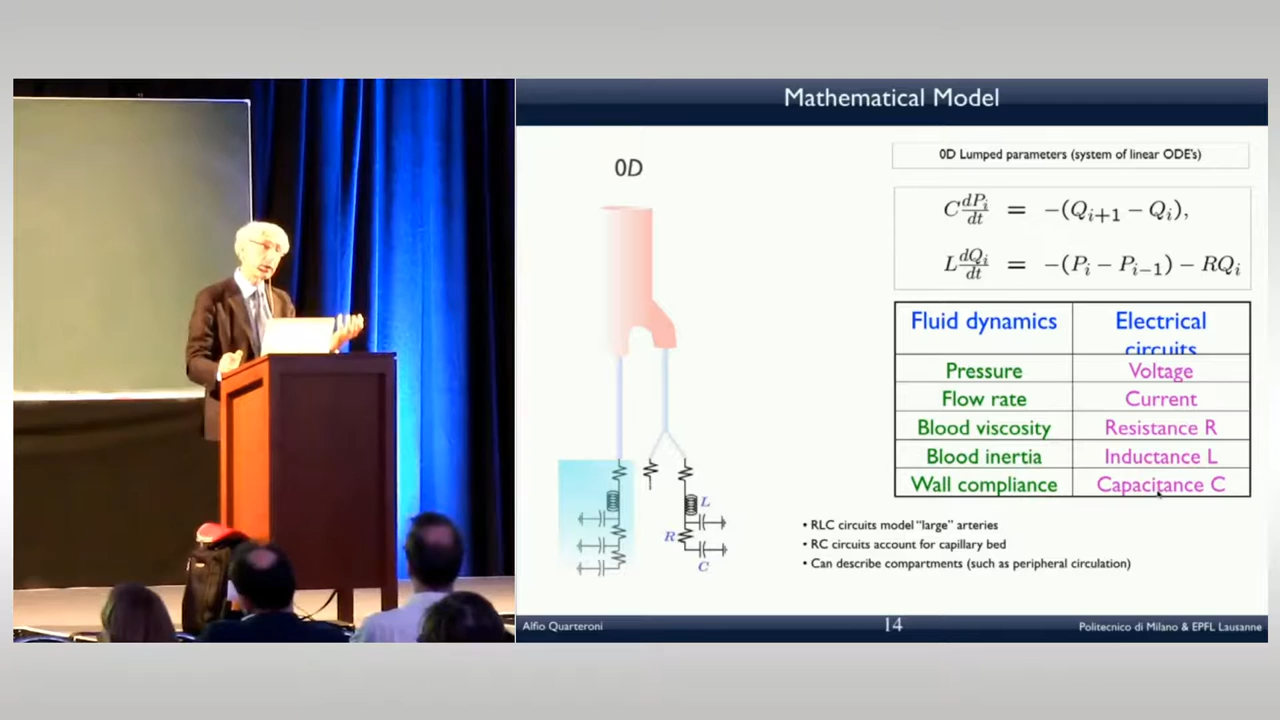 Mathematical Model
0D
0D Lumped parameters (system of linear ODE's)
C dP_i/dt = −(Q_{i+1} − Q_i),
L dQ_i/dt = −(P_i − P_{i−1}) − RQ_i
Fluid dynamics Electrical circuits
Pressure Voltage
Flow rate Current
Blood viscosity Resistance R
Blood inertia Inductance L
Wall compliance Capacitance C
L
R
C
• RLC circuits model "large" arteries
• RC circuits account for capillary bed
• Can describe compartments (such as peripheral circulation)
Alfio Quarteroni 14 Politecnico di Milano & EPFL Lausanne